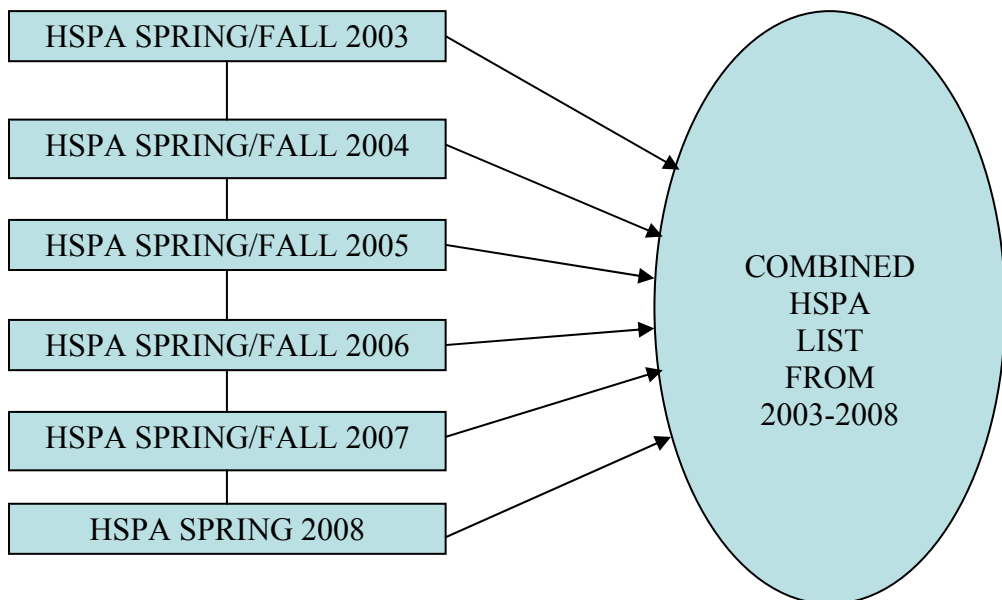 HSPA SPRING/FALL 2003
HSPA SPRING/FALL 2004
HSPA SPRING/FALL 2005
HSPA SPRING/FALL 2006
HSPA SPRING/FALL 2007
HSPA SPRING 2008
COMBINED
HSPA
LIST
FROM
2003-2008